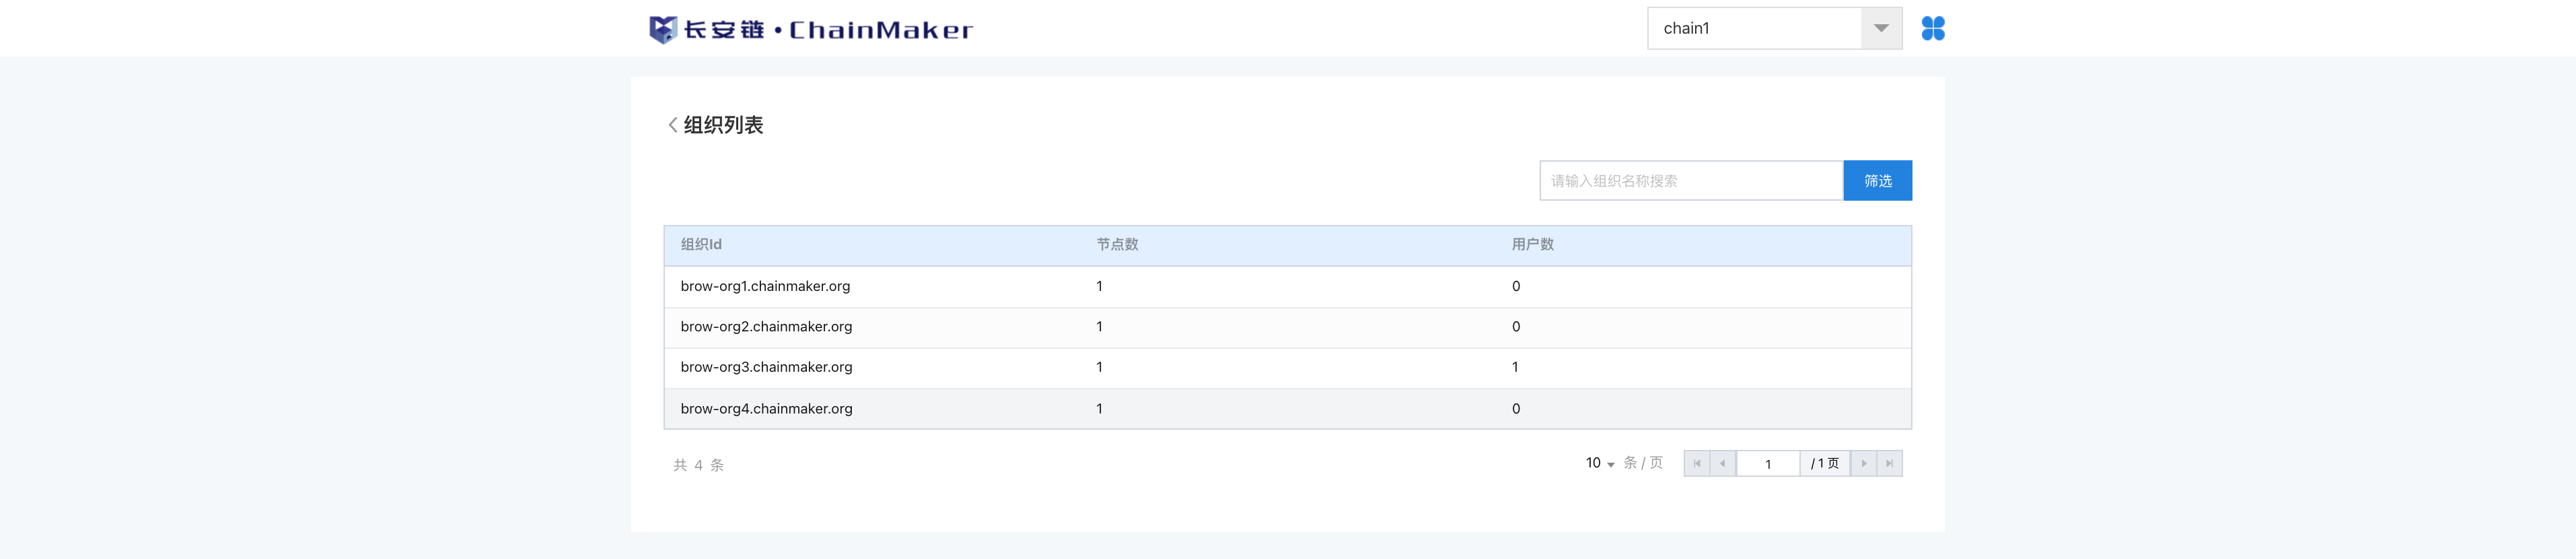 长安链·ChainMaker
chain1
组织列表
请输入组织名称搜索 筛选
组织Id 节点数 用户数
brow-org1.chainmaker.org 1 0
brow-org2.chainmaker.org 1 0
brow-org3.chainmaker.org 1 1
brow-org4.chainmaker.org 1 0
共 4 条 10 条 / 页 1 / 1 页